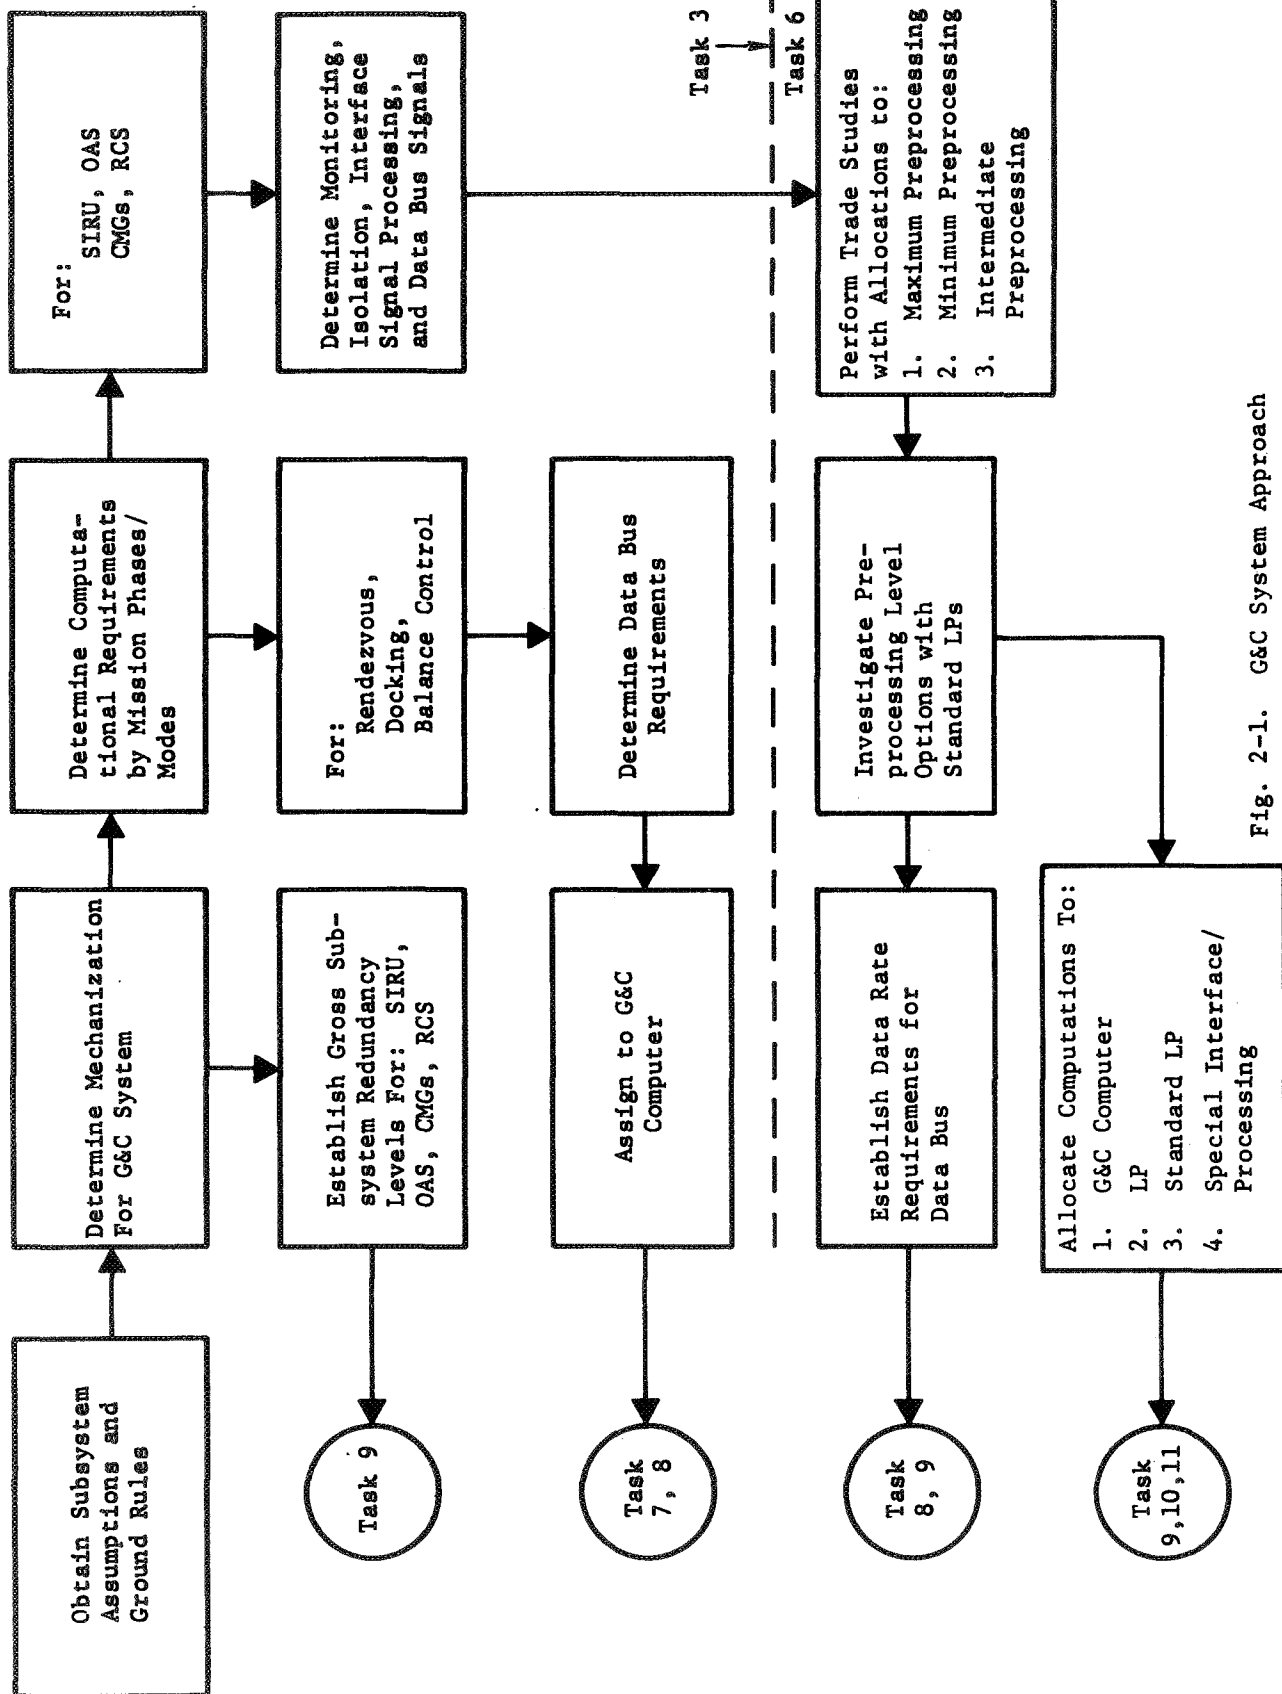 Obtain Subsystem
Assumptions and
Ground Rules
Determine Mechanization
For G&C System
Determine Computa-
tional Requirements
by Mission Phases/
Modes
For:
SIRU, OAS
CMGs, RCS
Task 9
Establish Gross Sub-
system Redundancy
Levels For: SIRU,
OAS, CMGs, RCS
For:
Rendezvous,
Docking,
Balance Control
Determine Monitoring,
Isolation, Interface
Signal Processing,
and Data Bus Signals
Task
7, 8
Assign to G&C
Computer
Determine Data Bus
Requirements
Task 3
Task 6
Task
8, 9
Establish Data Rate
Requirements for
Data Bus
Investigate Pre-
processing Level
Options with
Standard LPs
Perform Trade Studies
with Allocations to:
1. Maximum Preprocessing
2. Minimum Preprocessing
3. Intermediate
Preprocessing
Task
9,10,11
Allocate Computations To:
1. G&C Computer
2. LP
3. Standard LP
4. Special Interface/
Processing
Fig. 2-1. G&C System Approach